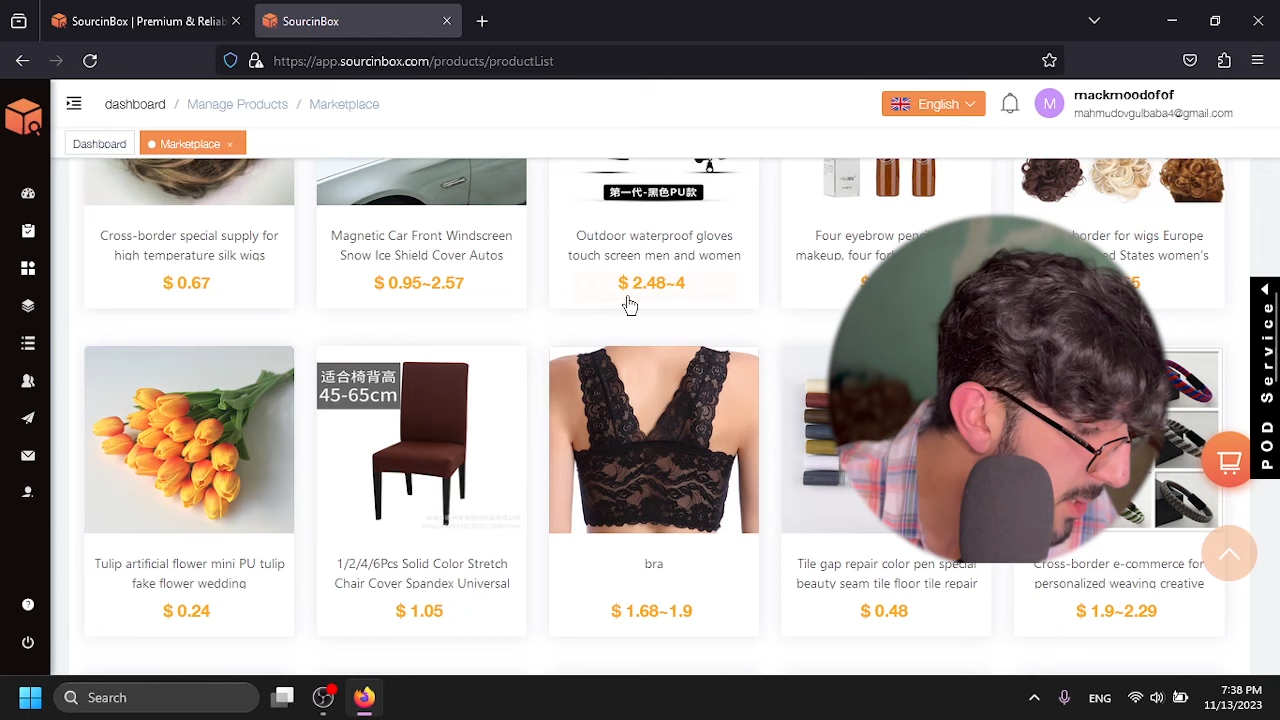 SourcinBox | Premium & Reliab
SourcinBox
https://app.sourcinbox.com/products/productList
dashboard / Manage Products / Marketplace
English
M
mackmoodofof
mahmudovgulbaba4@gmail.com
Dashboard
Marketplace
第一代-黑色PU款
Cross-border special supply for
high temperature silk wigs
$ 0.67
Magnetic Car Front Windscreen
Snow Ice Shield Cover Autos
$ 0.95~2.57
Outdoor waterproof gloves
touch screen men and women
$ 2.48~4
Four eyebrow
makeup, four
for wigs Europe
States women's
POD Service
适合椅背高
45-65cm
Tulip artificial flower mini PU tulip
fake flower wedding
$ 0.24
1/2/4/6Pcs Solid Color Stretch
Chair Cover Spandex Universal
$ 1.05
bra
$ 1.68~1.9
Tile gap repair color pen special
beauty seam tile floor tile repair
$ 0.48
Cross-border e-commerce for
personalized weaving creative
$ 1.9~2.29
Search
ENG
7:38 PM
11/13/2023